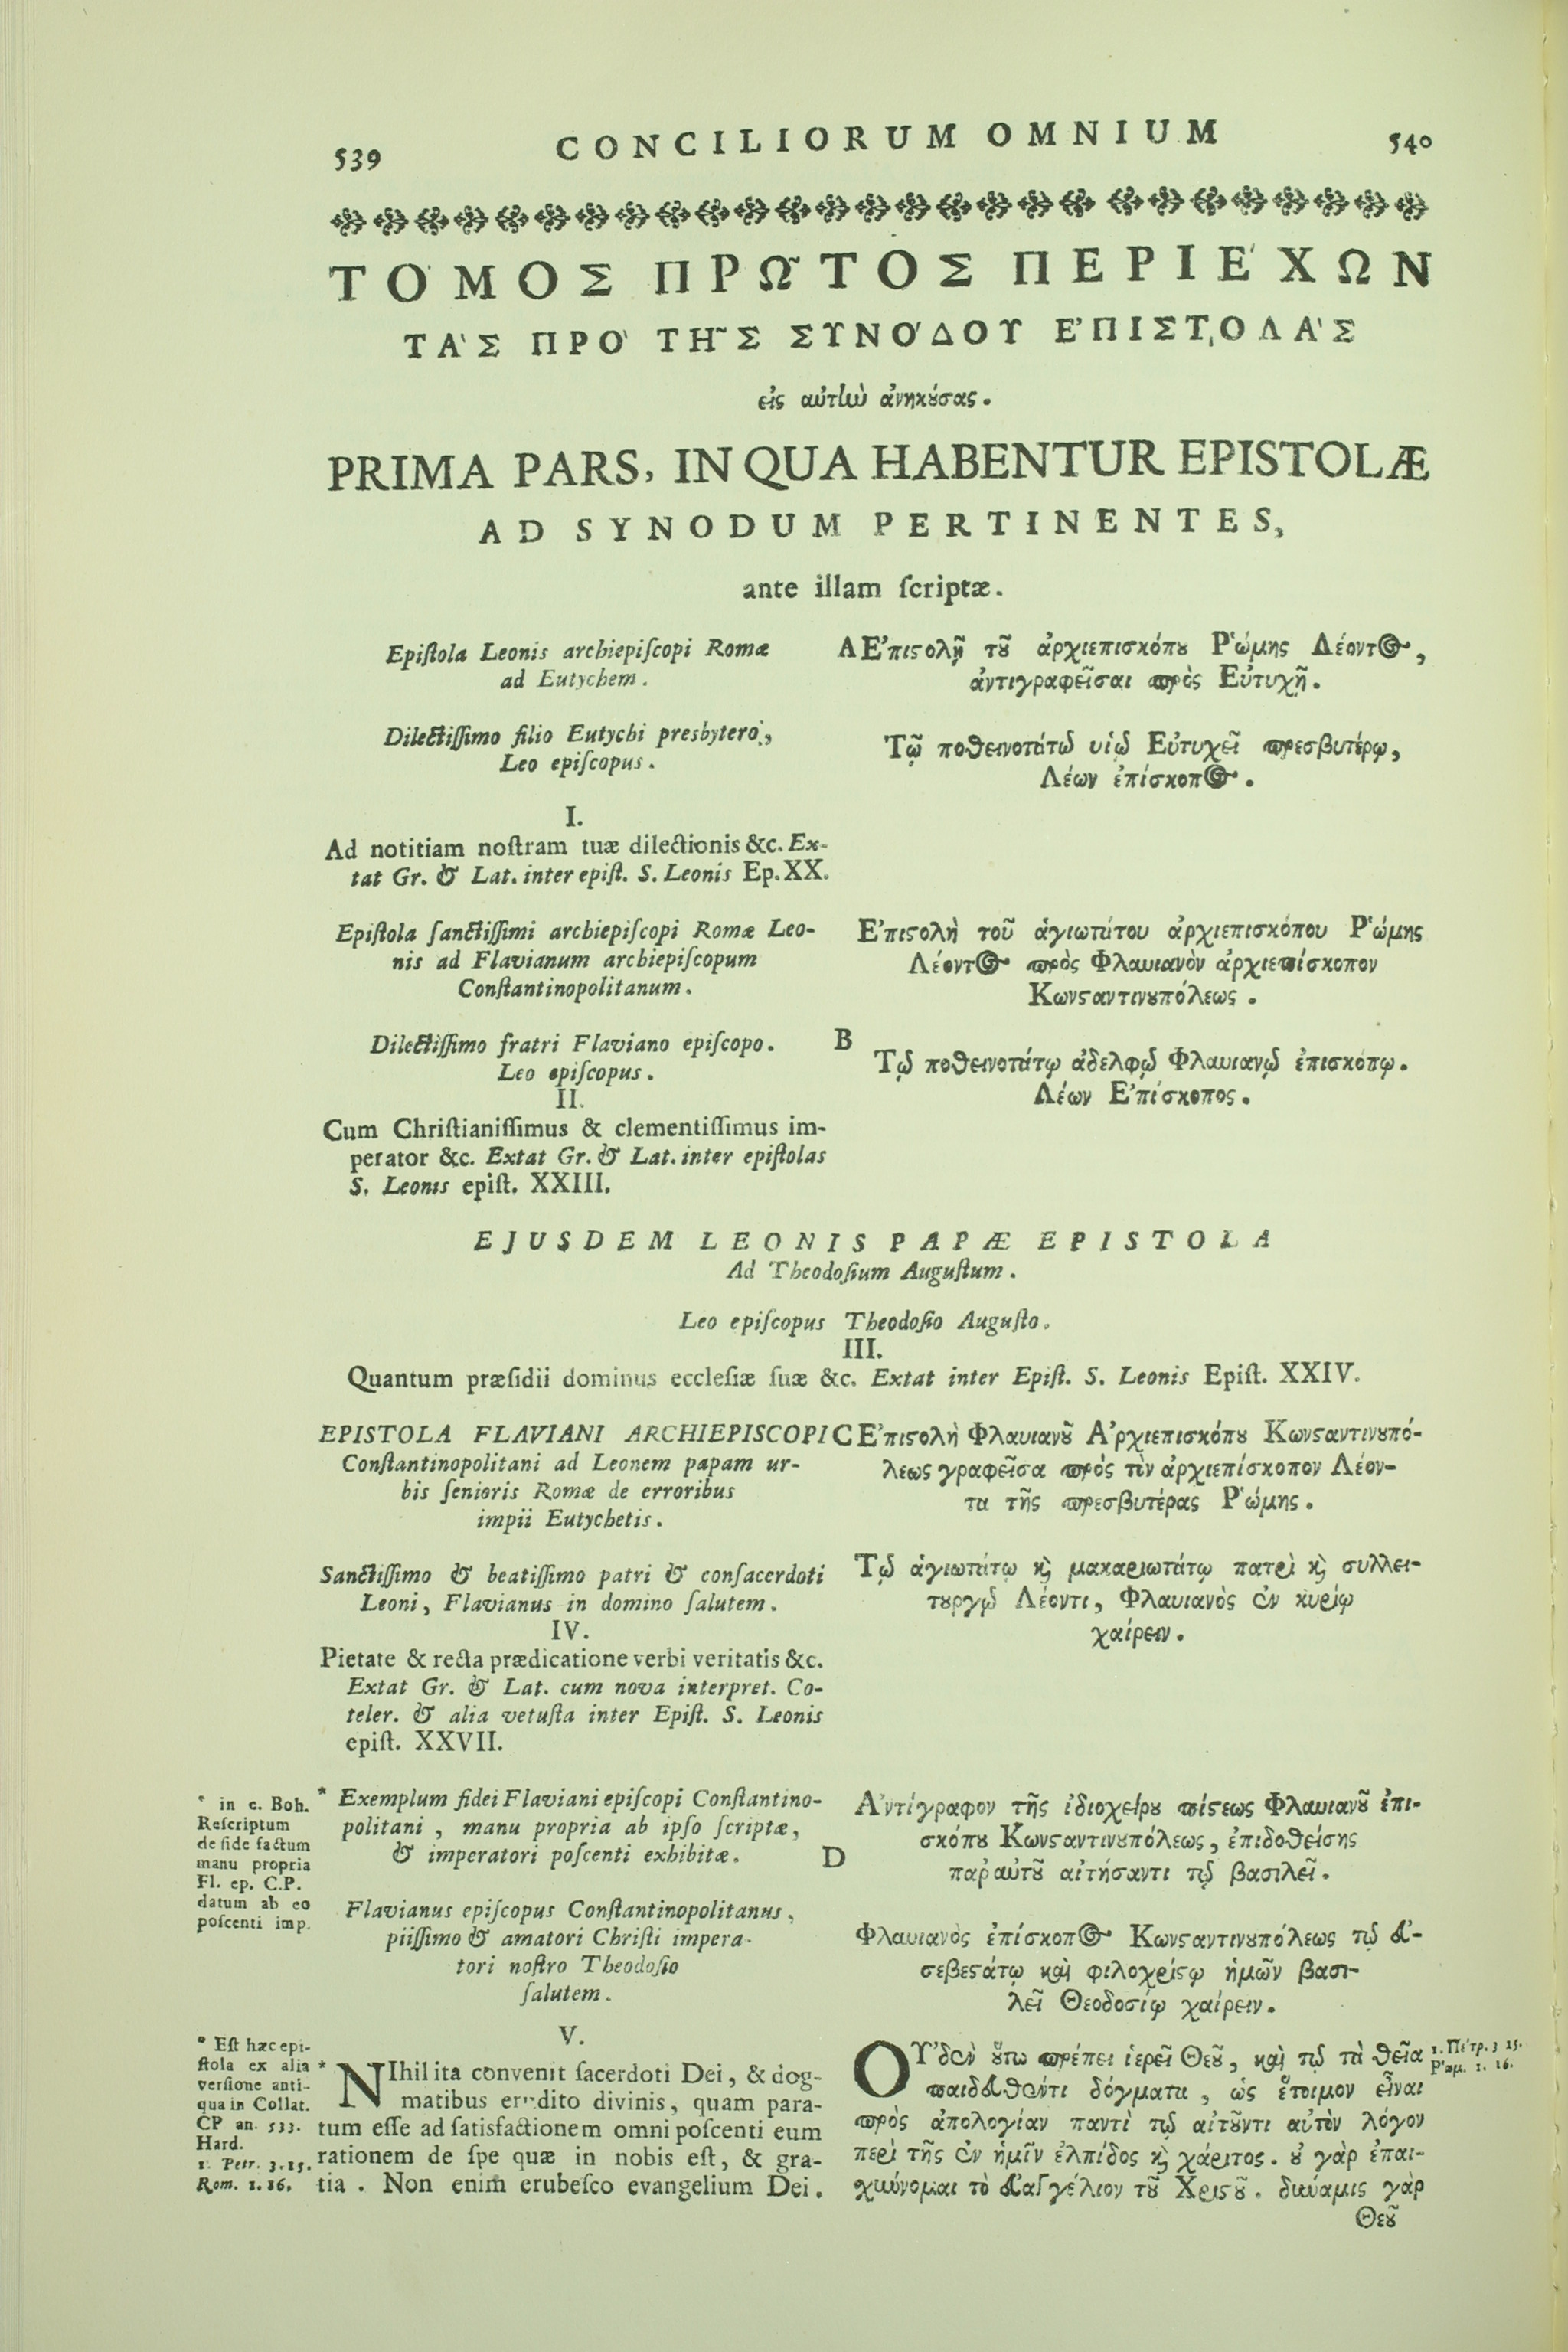 539 CONCILIORUM OMNIUM 540
ΤΌΜΟΣ ΠΡΩ͂ΤΟΣ ΠΕΡΙΈΧΩΝ
ΤᾺΣ ΠΡῸ ΤΗ͂Σ ΣΥΝΌΔΟΥ ἘΠΙΣΤΟΛᾺΣ
εἰς αὐτὴν ἀνηκούσας.
PRIMA PARS, IN QUA HABENTUR EPISTOLÆ
AD SYNODUM PERTINENTES,
ante illam ſcriptæ.
Epiſtola Leonis archiepiſcopi Romæ
ad Eutychem.
Dilectiſſimo filio Eutychi presbytero,
Leo epiſcopus.
I.
Ad notitiam noſtram tuæ dilectionis &c. Ex-
tat Gr. & Lat. inter epiſt. S. Leonis Ep. XX.
Epiſtola ſanctiſſimi archiepiſcopi Romæ Leo-
nis ad Flavianum archiepiſcopum
Conſtantinopolitanum.
Dilectiſſimo fratri Flaviano epiſcopo.
Leo epiſcopus.
II.
Cum Chriſtianiſſimus & clementiſſimus im-
perator &c. Extat Gr. & Lat. inter epiſtolas
S. Leonis epiſt. XXIII.
A Ἐπιστολὴ τοῦ ἀρχιεπισκόπου Ῥώμης Λέοντος,
ἀντιγραφεῖσαι πρὸς Εὐτυχῆ.
Τῷ ποθεινοτάτῳ υἱῷ Εὐτυχεῖ πρεσβυτέρῳ,
Λέων ἐπίσκοπος.
Ἐπιστολὴ τοῦ ἁγιωτάτου ἀρχιεπισκόπου Ῥώμης
Λέοντος πρὸς Φλαυιανὸν ἀρχιεπίσκοπον
Κωνσταντινουπόλεως.
B
Τῷ ποθεινοτάτῳ ἀδελφῷ Φλαυιανῷ ἐπισκόπῳ.
Λέων Ἐπίσκοπος.
EJUSDEM LEONIS PAPÆ EPISTOLA
Ad Theodoſium Auguſtum.
Leo epiſcopus Theodoſio Auguſto.
III.
Quantum præſidii dominus eccleſiæ ſuæ &c. Extat inter Epiſt. S. Leonis Epiſt. XXIV.
EPISTOLA FLAVIANI ARCHIEPISCOPI
Conſtantinopolitani ad Leonem papam ur-
bis ſenioris Romæ de erroribus
impii Eutychetis.
Sanctiſſimo & beatiſſimo patri & conſacerdoti
Leoni, Flavianus in domino ſalutem.
IV.
Pietate & recta prædicatione verbi veritatis &c.
Extat Gr. & Lat. cum nova interpret. Co-
teler. & alia vetuſta inter Epiſt. S. Leonis
epiſt. XXVII.
* Exemplum fidei Flaviani epiſcopi Conſtantino-
politani, manu propria ab ipſo ſcriptæ,
& imperatori poſcenti exhibitæ.
Flavianus epiſcopus Conſtantinopolitanus,
piiſſimo & amatori Chriſti impera-
tori noſtro Theodoſio
ſalutem.
V.
* NIhil ita convenit ſacerdoti Dei, & dog-
matibus erudito divinis, quam para-
tum eſſe ad ſatisfactionem omni poſcenti eum
rationem de ſpe quæ in nobis eſt, & gra-
tia. Non enim erubeſco evangelium Dei.
* in c. Boh.
Reſcriptum
de fide factum
manu propria
Fl. ep. C.P.
datum ab eo
poſcenti imp.
* Eſt hæc epi-
ſtola ex alia
verſione anti-
qua in Collat.
CP an. 533.
Hard.
1. Petr. 3. 15.
Rom. 1. 16.
C Ἐπιστολὴ Φλαυιανοῦ Ἀρχιεπισκόπου Κωνσταντινουπό-
λεως γραφεῖσα πρὸς τὸν ἀρχιεπίσκοπον Λέον-
τα τῆς πρεσβυτέρας Ῥώμης.
Τῷ ἁγιωτάτῳ καὶ μακαριωτάτῳ πατρὶ καὶ συλλει-
τουργῷ Λέοντι, Φλαυιανὸς ἐν κυρίῳ
χαίρειν.
Ἀντίγραφον τῆς ἰδιοχείρου πίστεως Φλαυιανοῦ ἐπι-
σκόπου Κωνσταντινουπόλεως, ἐπιδοθείσης
D παρ' αὐτοῦ αἰτήσαντι τῷ βασιλεῖ.
Φλαυιανὸς ἐπίσκοπος Κωνσταντινουπόλεως τῷ εὐ-
σεβεστάτῳ καὶ φιλοχρίστῳ ἡμῶν βασι-
λεῖ Θεοδοσίῳ χαίρειν.
ΟΥ̓δὲν οὕτω πρέπει ἱερεῖ Θεοῦ, καὶ τῷ τὰ θεῖα
παιδευθέντι δόγματα, ὡς ἕτοιμον εἶναι
πρὸς ἀπολογίαν παντὶ τῷ αἰτοῦντι αὐτὸν λόγον
περὶ τῆς ἐν ἡμῖν ἐλπίδος καὶ χάριτος. οὐ γὰρ ἐπαι-
σχύνομαι τὸ εὐαγγέλιον τοῦ Χριστοῦ. δύναμις γὰρ
Θεοῦ
1. Πέτρ. 3 15.
Ῥωμ. 1. 16.